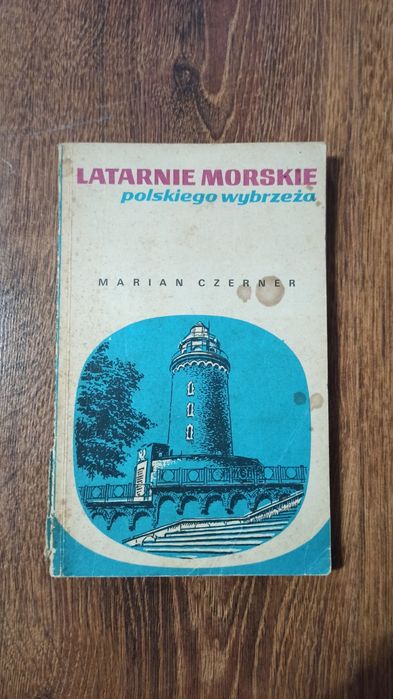 LATARNIE MORSKIE
polskiego wybrzeża
MARIAN CZERNER